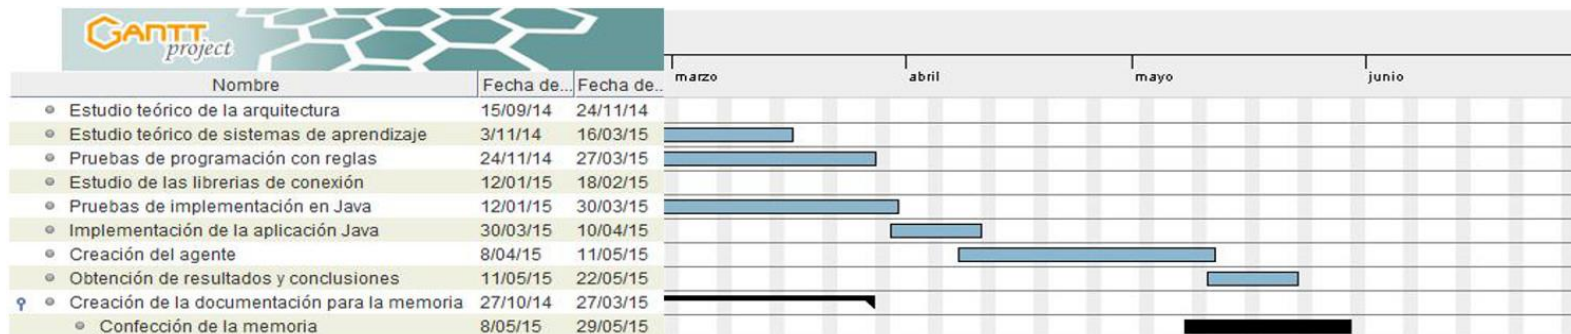 GANTT
project
marzo abril mayo junio
Nombre Fecha de... Fecha de..
Estudio teórico de la arquitectura 15/09/14 24/11/14
Estudio teórico de sistemas de aprendizaje 3/11/14 16/03/15
Pruebas de programación con reglas 24/11/14 27/03/15
Estudio de las librerias de conexión 12/01/15 18/02/15
Pruebas de implementación en Java 12/01/15 30/03/15
Implementación de la aplicación Java 30/03/15 10/04/15
Creación del agente 8/04/15 11/05/15
Obtención de resultados y conclusiones 11/05/15 22/05/15
Creación de la documentación para la memoria 27/10/14 27/03/15
Confección de la memoria 8/05/15 29/05/15